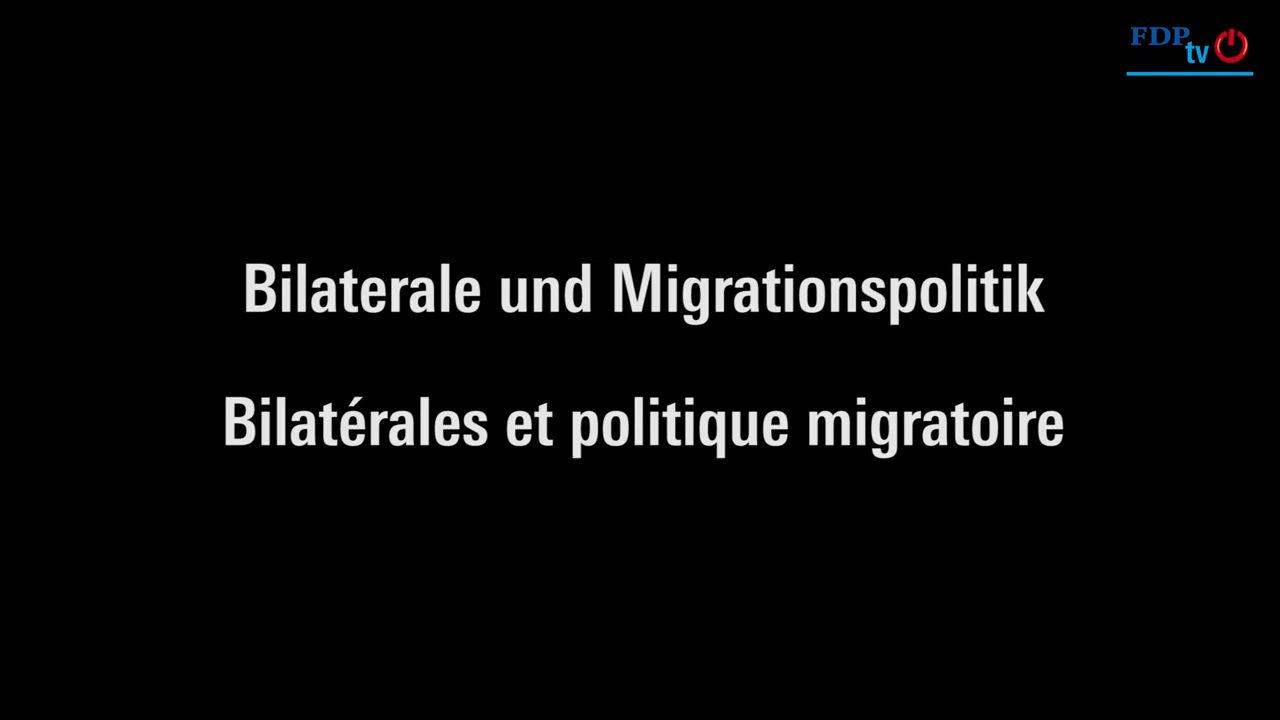 FDP
tv
Bilaterale und Migrationspolitik
Bilatérales et politique migratoire